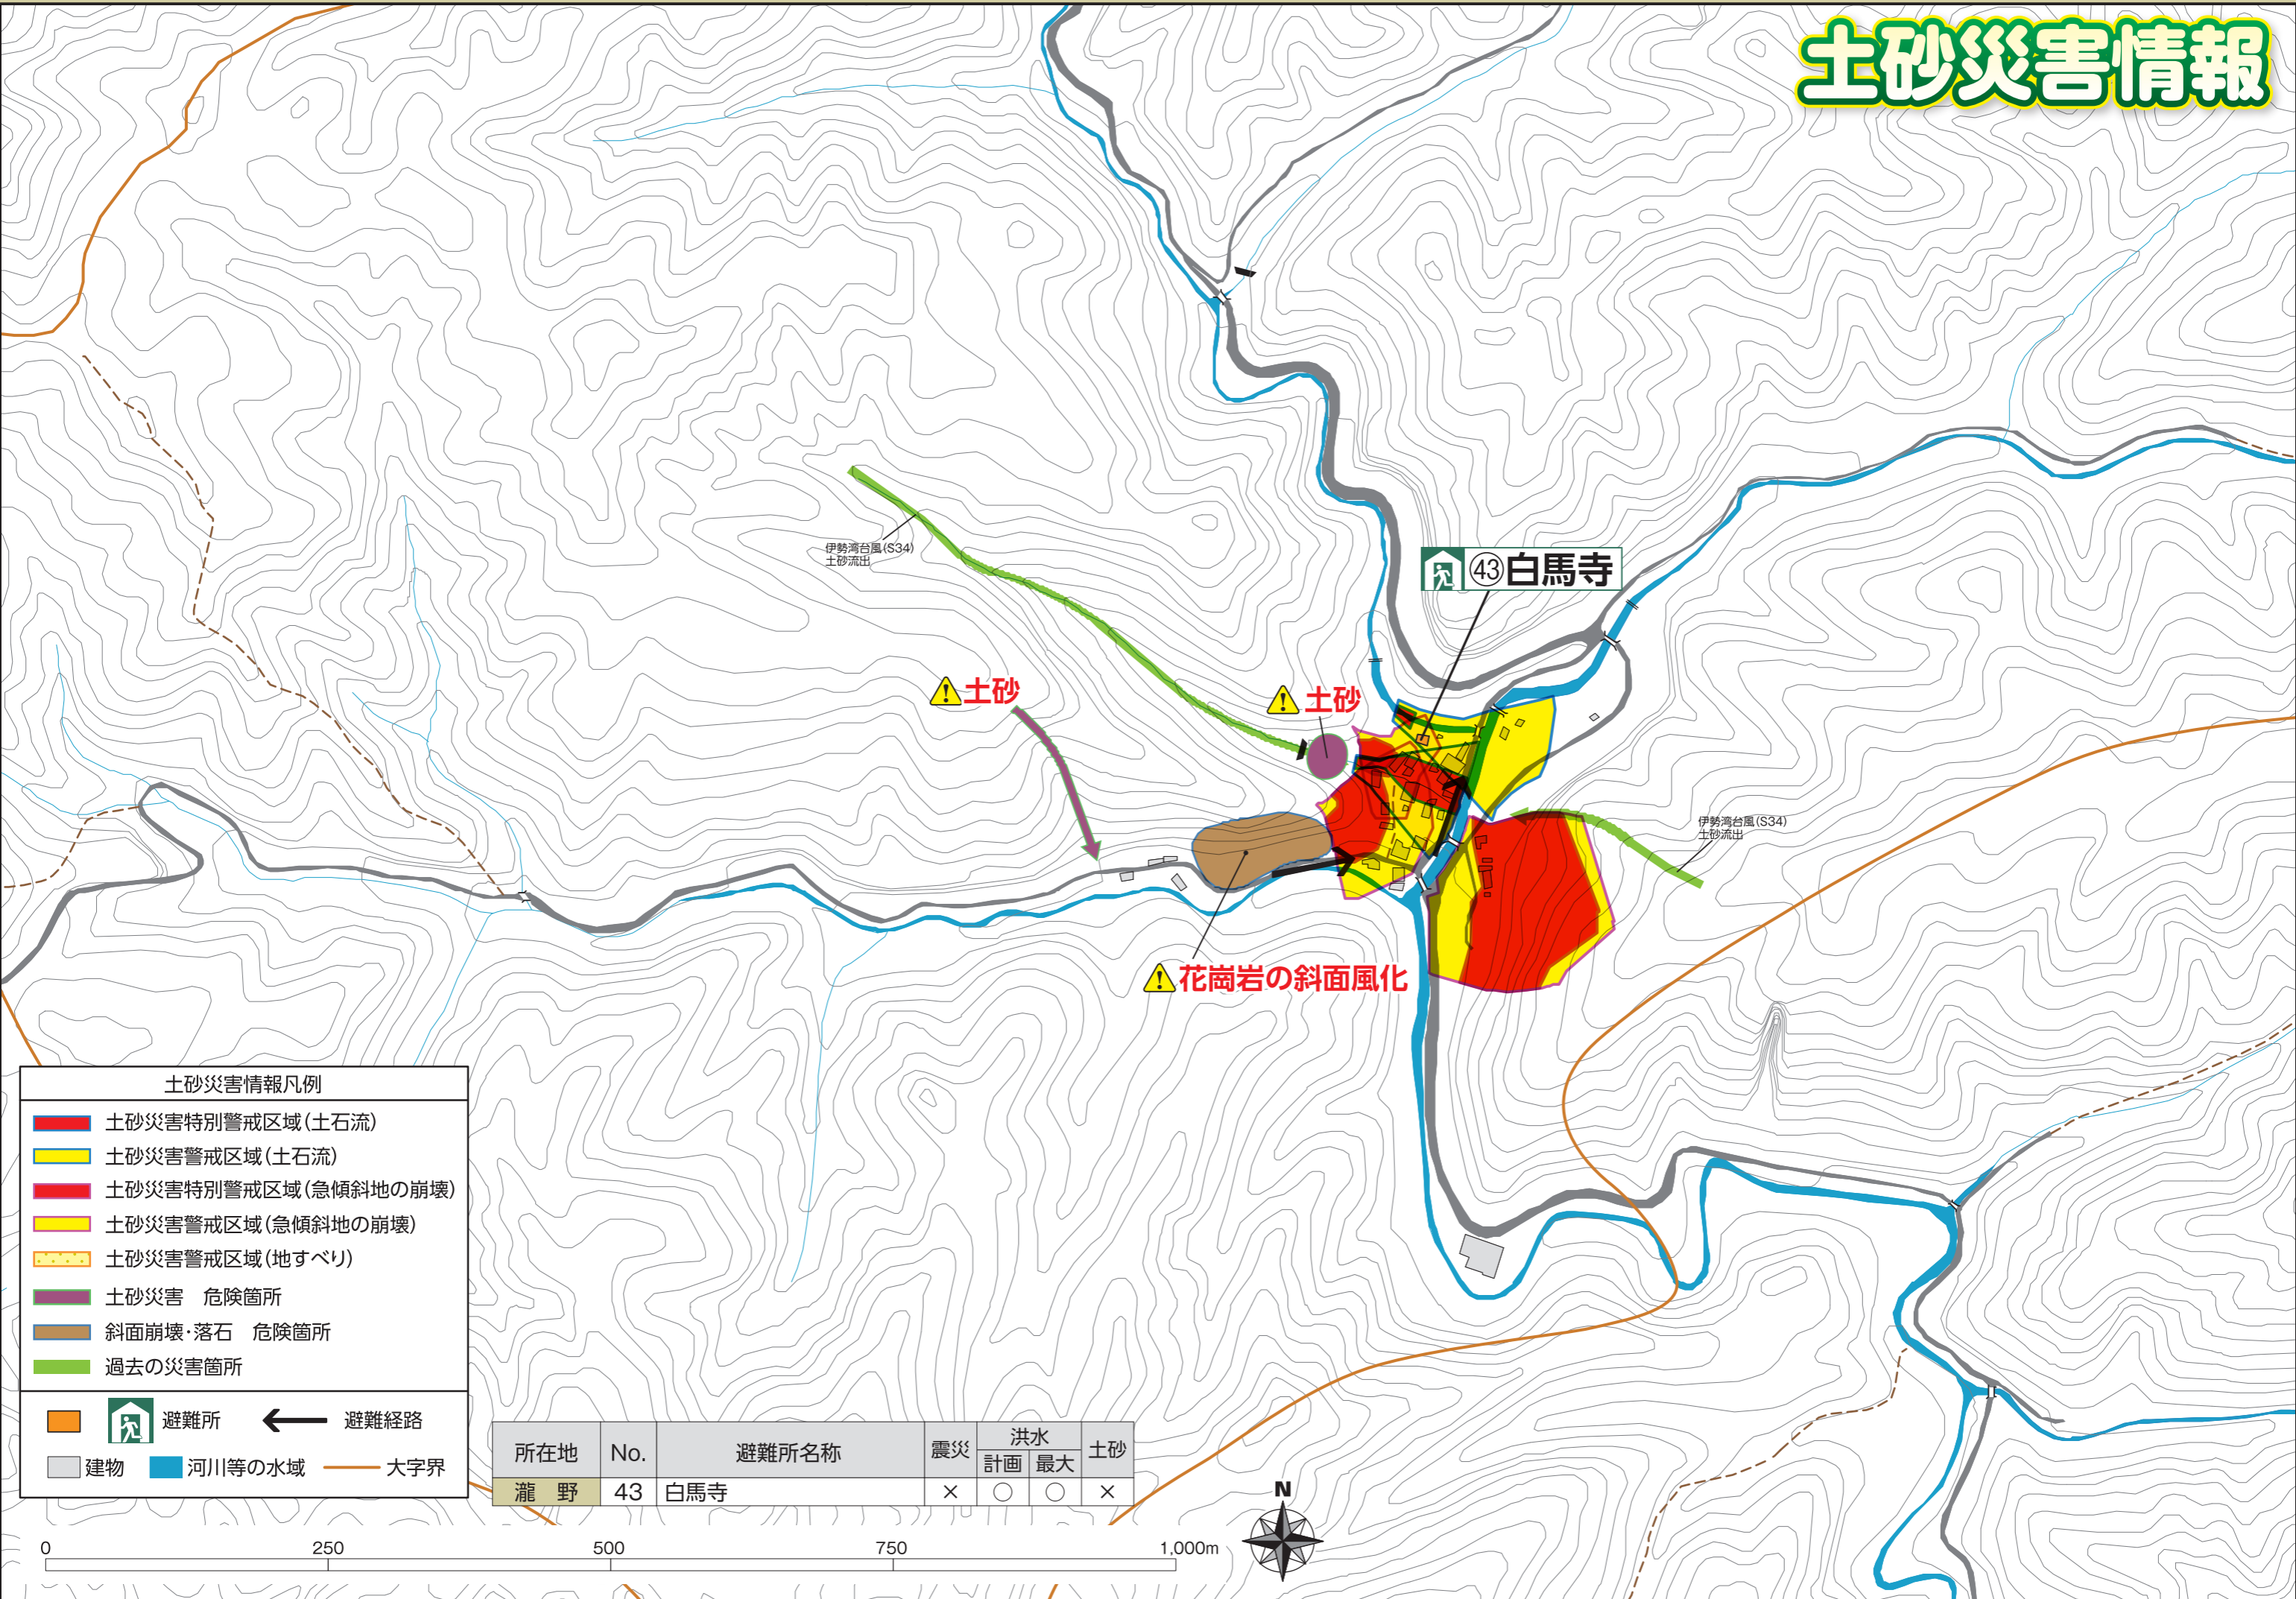 土砂災害情報
伊勢湾台風(S34)
土砂流出
㊸白馬寺
土砂
土砂
伊勢湾台風(S34)
土砂流出
花崗岩の斜面風化
土砂災害情報凡例
土砂災害特別警戒区域(土石流)
土砂災害警戒区域(土石流)
土砂災害特別警戒区域(急傾斜地の崩壊)
土砂災害警戒区域(急傾斜地の崩壊)
土砂災害警戒区域(地すべり)
土砂災害 危険箇所
斜面崩壊・落石 危険箇所
過去の災害箇所
避難所 避難経路
建物 河川等の水域 大字界
所在地 No. 避難所名称 震災 洪水 土砂
計画 最大
瀧 野 43 白馬寺 × ○ ○ ×
N
0 250 500 750 1,000m